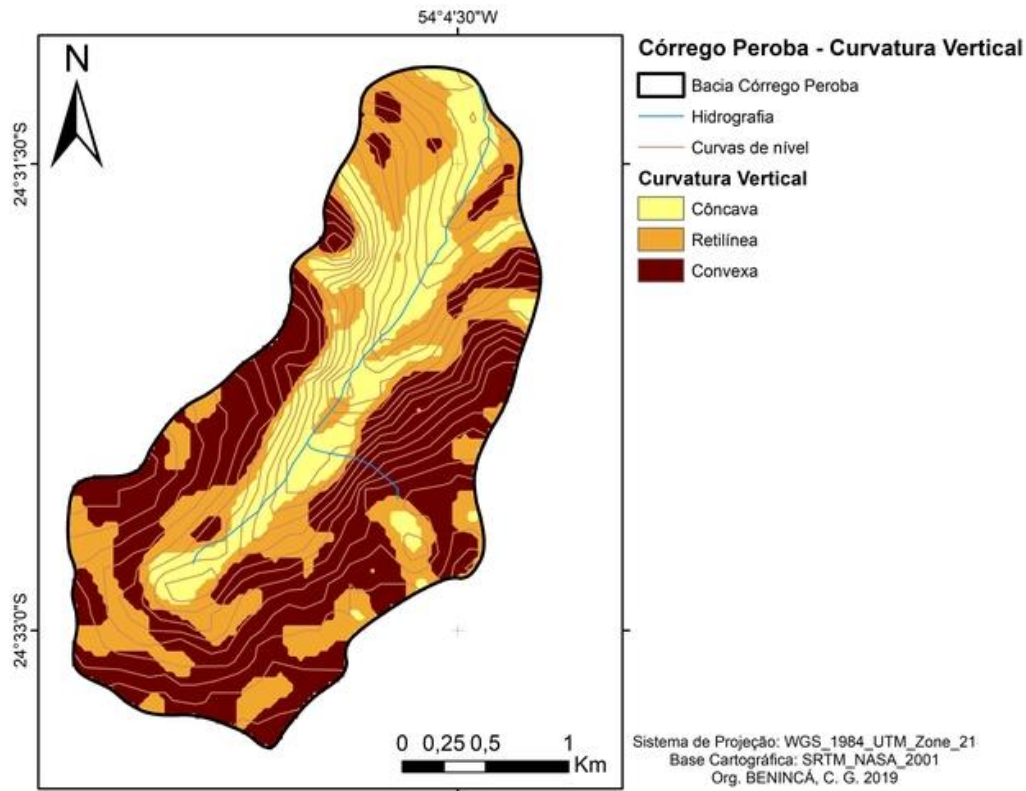 54°4'30"W
N
24°31'30"S
24°33'0"S
0 0,25 0,5 1
Km
Córrego Peroba - Curvatura Vertical
Bacia Córrego Peroba
Hidrografia
Curvas de nível
Curvatura Vertical
Côncava
Retilínea
Convexa
Sistema de Projeção: WGS_1984_UTM_Zone_21
Base Cartográfica: SRTM_NASA_2001
Org. BENINCÁ, C. G. 2019